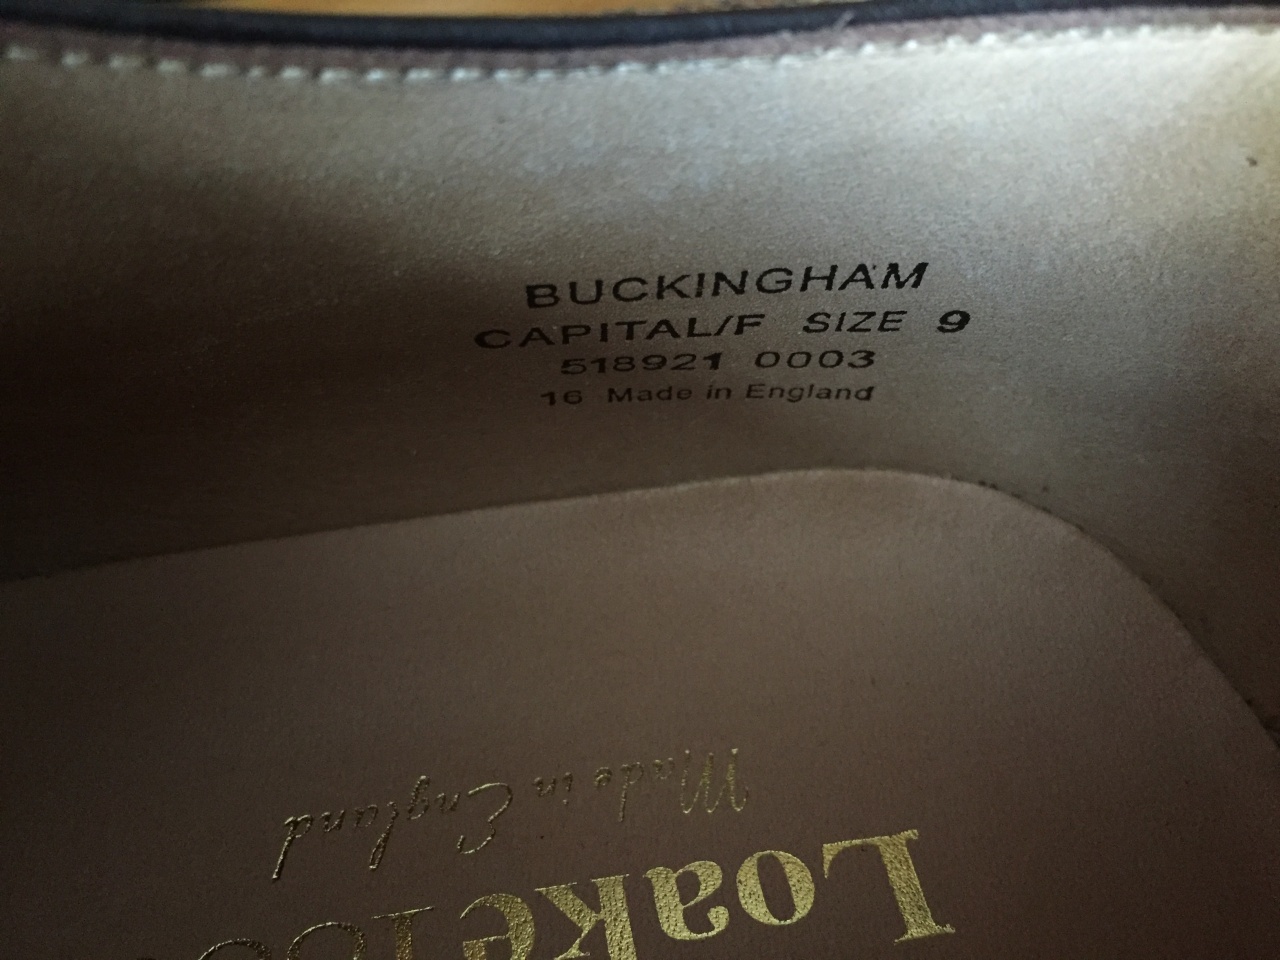 BUCKINGHAM
CAPITAL/F SIZE 9
518921 0003
16 Made in England
Loake
Made in England